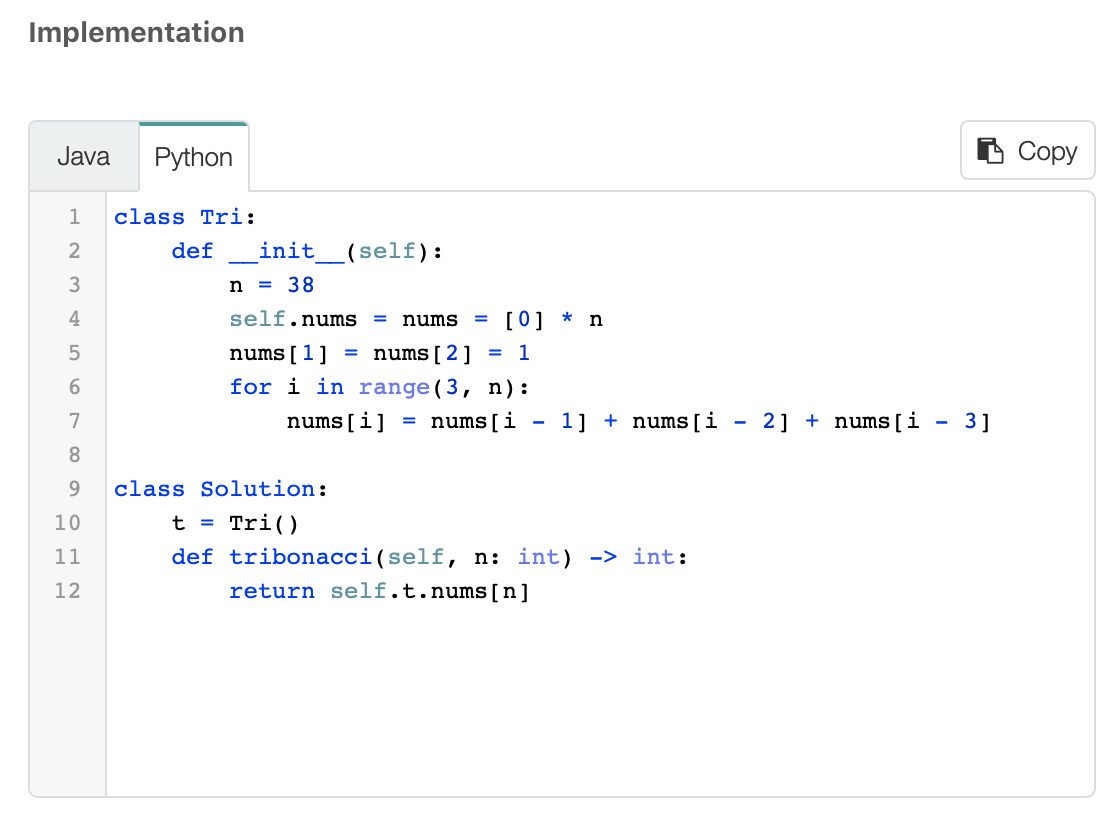 Implementation
Java Python Copy
1 class Tri:
2     def __init__(self):
3         n = 38
4         self.nums = nums = [0] * n
5         nums[1] = nums[2] = 1
6         for i in range(3, n):
7             nums[i] = nums[i - 1] + nums[i - 2] + nums[i - 3]
8
9 class Solution:
10     t = Tri()
11     def tribonacci(self, n: int) -> int:
12         return self.t.nums[n]